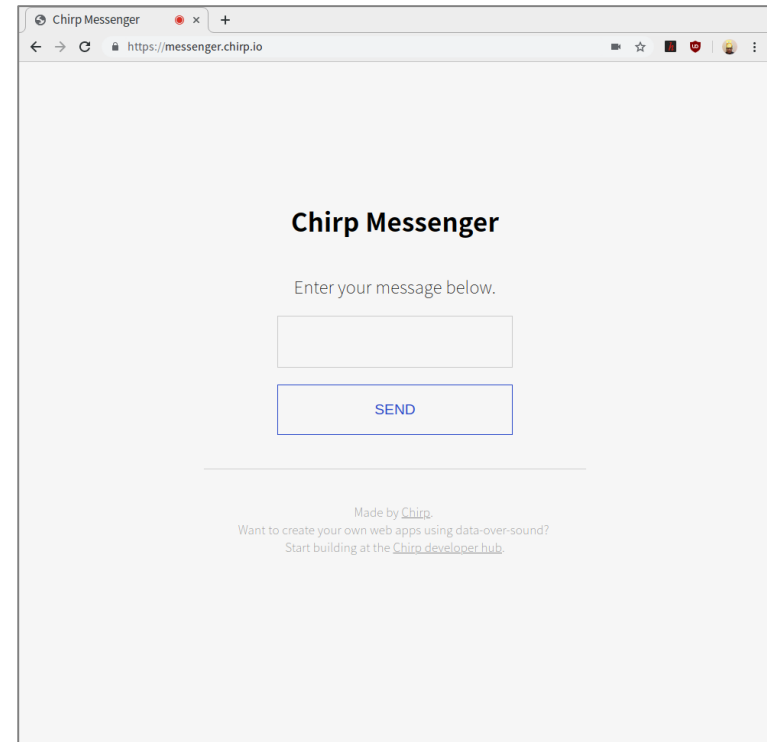 Chirp Messenger
https://messenger.chirp.io
Chirp Messenger
Enter your message below.
SEND
Made by Chirp.
Want to create your own web apps using data-over-sound?
Start building at the Chirp developer hub.